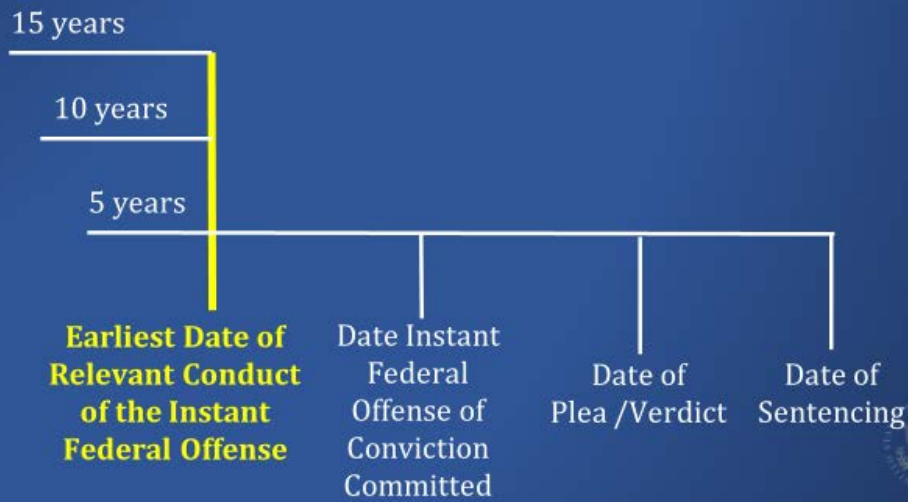 15 years
10 years
5 years
Earliest Date of
Relevant Conduct
of the Instant
Federal Offense
Date Instant
Federal
Offense of
Conviction
Committed
Date of
Plea /Verdict
Date of
Sentencing